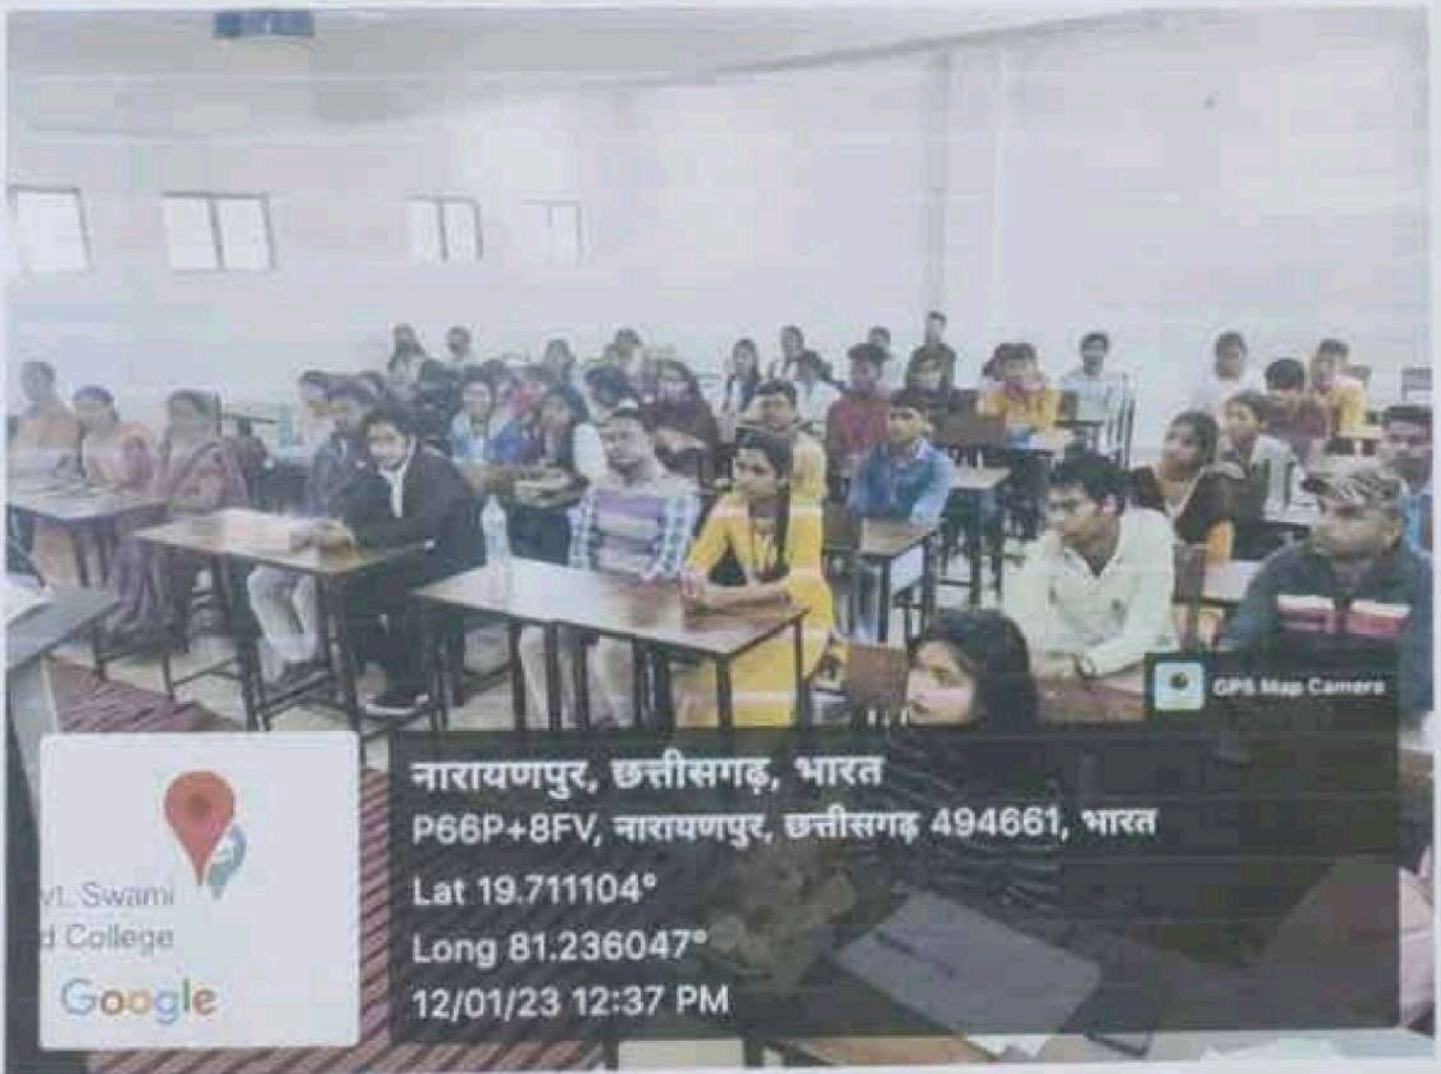 GPS Map Camera
नारायणपुर, छत्तीसगढ़, भारत
P66P+8FV, नारायणपुर, छत्तीसगढ़ 494661, भारत
Lat 19.711104°
Long 81.236047°
12/01/23 12:37 PM
vt. Swami
d College
Google